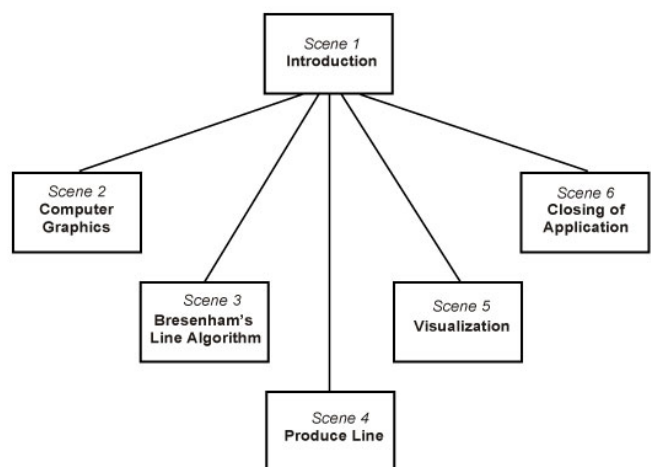 Scene 1
Introduction
Scene 2
Computer
Graphics
Scene 6
Closing of
Application
Scene 3
Bresenham's
Line Algorithm
Scene 5
Visualization
Scene 4
Produce Line